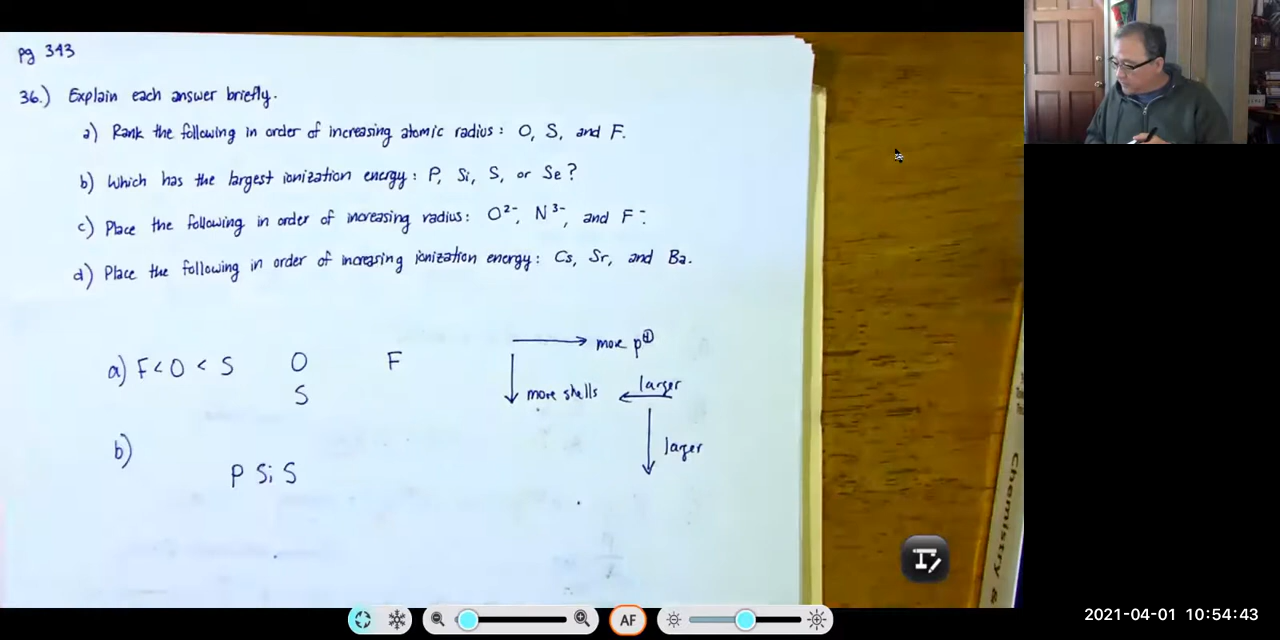 pg 343
36.) Explain each answer briefly.
a) Rank the following in order of increasing atomic radius: O, S, and F.
b) Which has the largest ionization energy: P, Si, S, or Se?
c) Place the following in order of increasing radius: O²⁻, N³⁻, and F⁻.
d) Place the following in order of increasing ionization energy: Cs, Sr, and Ba.
a) F < O < S O F
S
more p⊕
more shells
larger
larger
b)
P Si S
Chemistry &
AF
2021-04-01 10:54:43